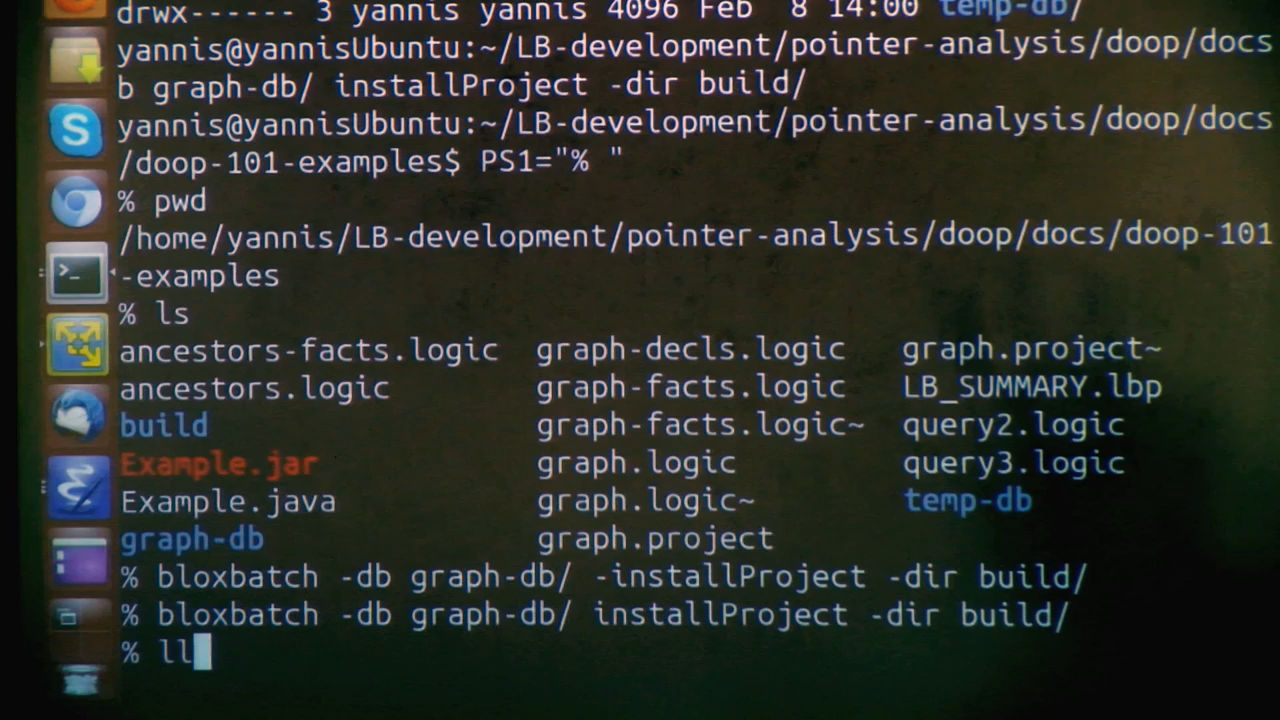 drwx------ 3 yannis yannis 4096 Feb  8 14:00 temp-db/
yannis@yannisUbuntu:~/LB-development/pointer-analysis/doop/docs
b graph-db/ installProject -dir build/
yannis@yannisUbuntu:~/LB-development/pointer-analysis/doop/docs
/doop-101-examples$ PS1="% "
% pwd
/home/yannis/LB-development/pointer-analysis/doop/docs/doop-101
-examples
% ls
ancestors-facts.logic  graph-decls.logic   graph.project~
ancestors.logic        graph-facts.logic   LB_SUMMARY.lbp
build                  graph-facts.logic~  query2.logic
Example.jar            graph.logic         query3.logic
Example.java           graph.logic~        temp-db
graph-db               graph.project
% bloxbatch -db graph-db/ -installProject -dir build/
% bloxbatch -db graph-db/ installProject -dir build/
% ll